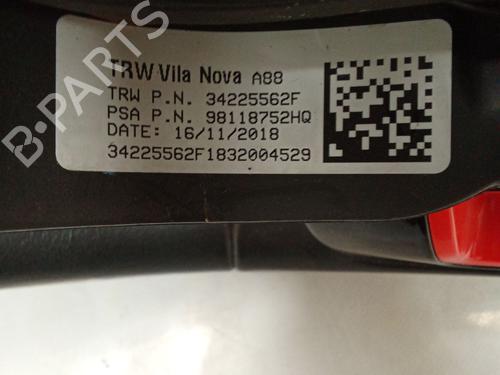 TRW Vila Nova A88
TRW P.N. 34225562F
PSA P.N. 98118752HQ
DATE: 16/11/2018
34225562F1832004529
B-PARTS